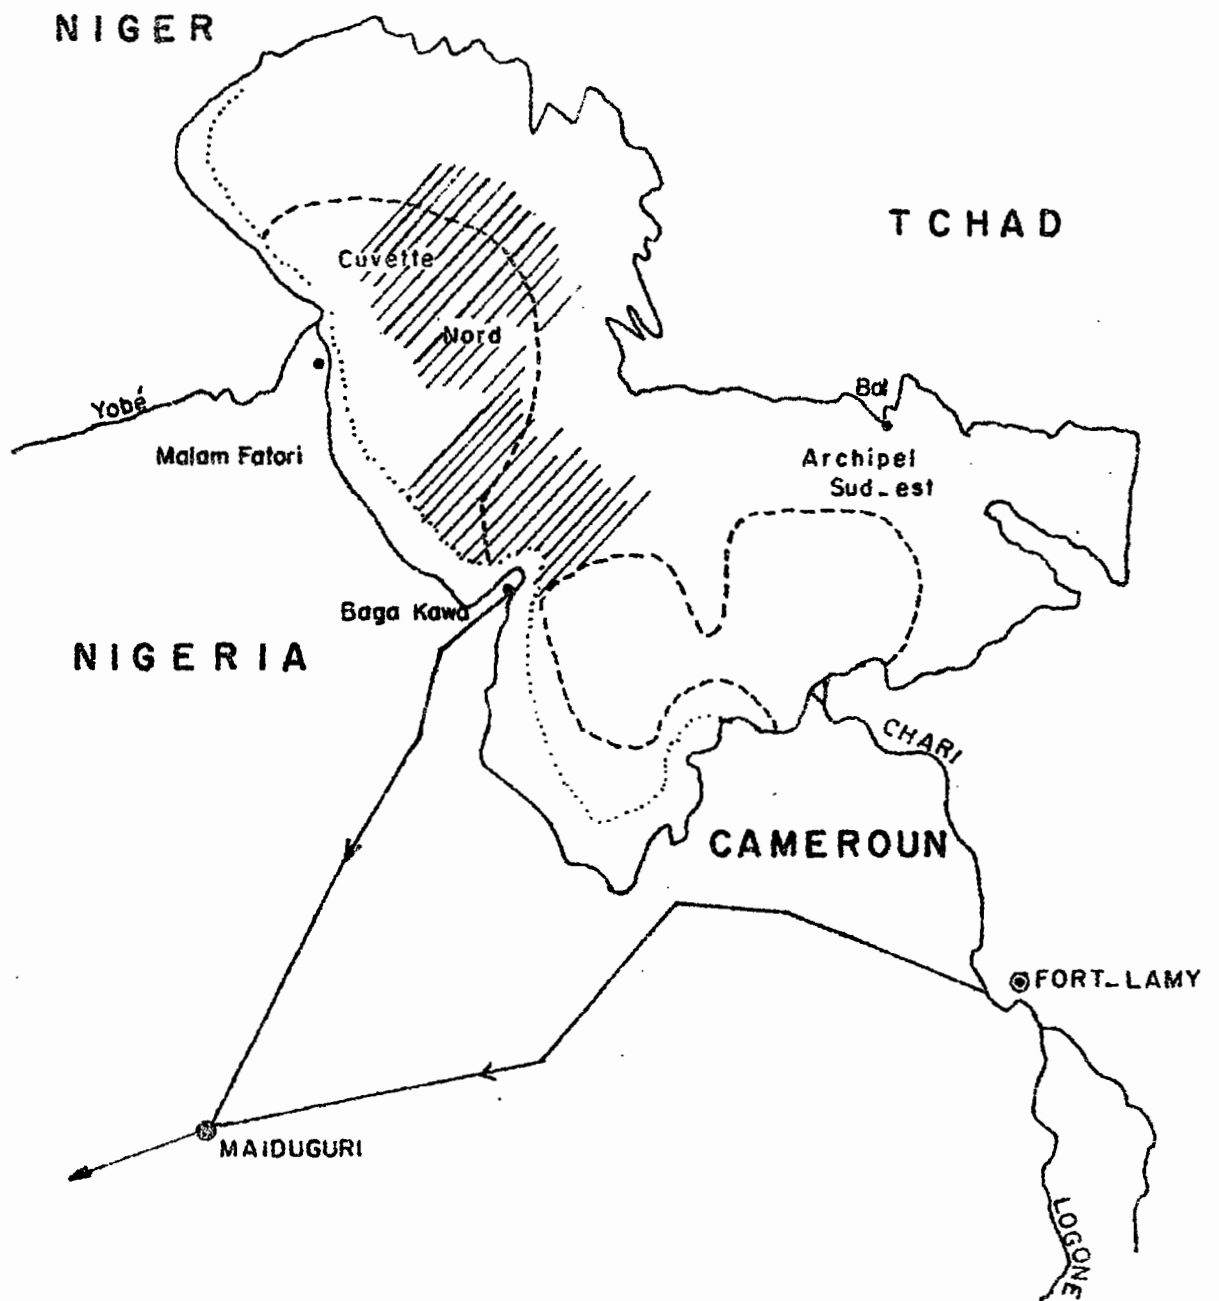 NIGER
TCHAD
Cuvette
Nord
Bol
Yobé
Malam Fatori
Archipel
Sud_est
Baga Kawa
NIGERIA
CHARI
CAMEROUN
FORT_LAMY
MAIDUGURI
LOGONE